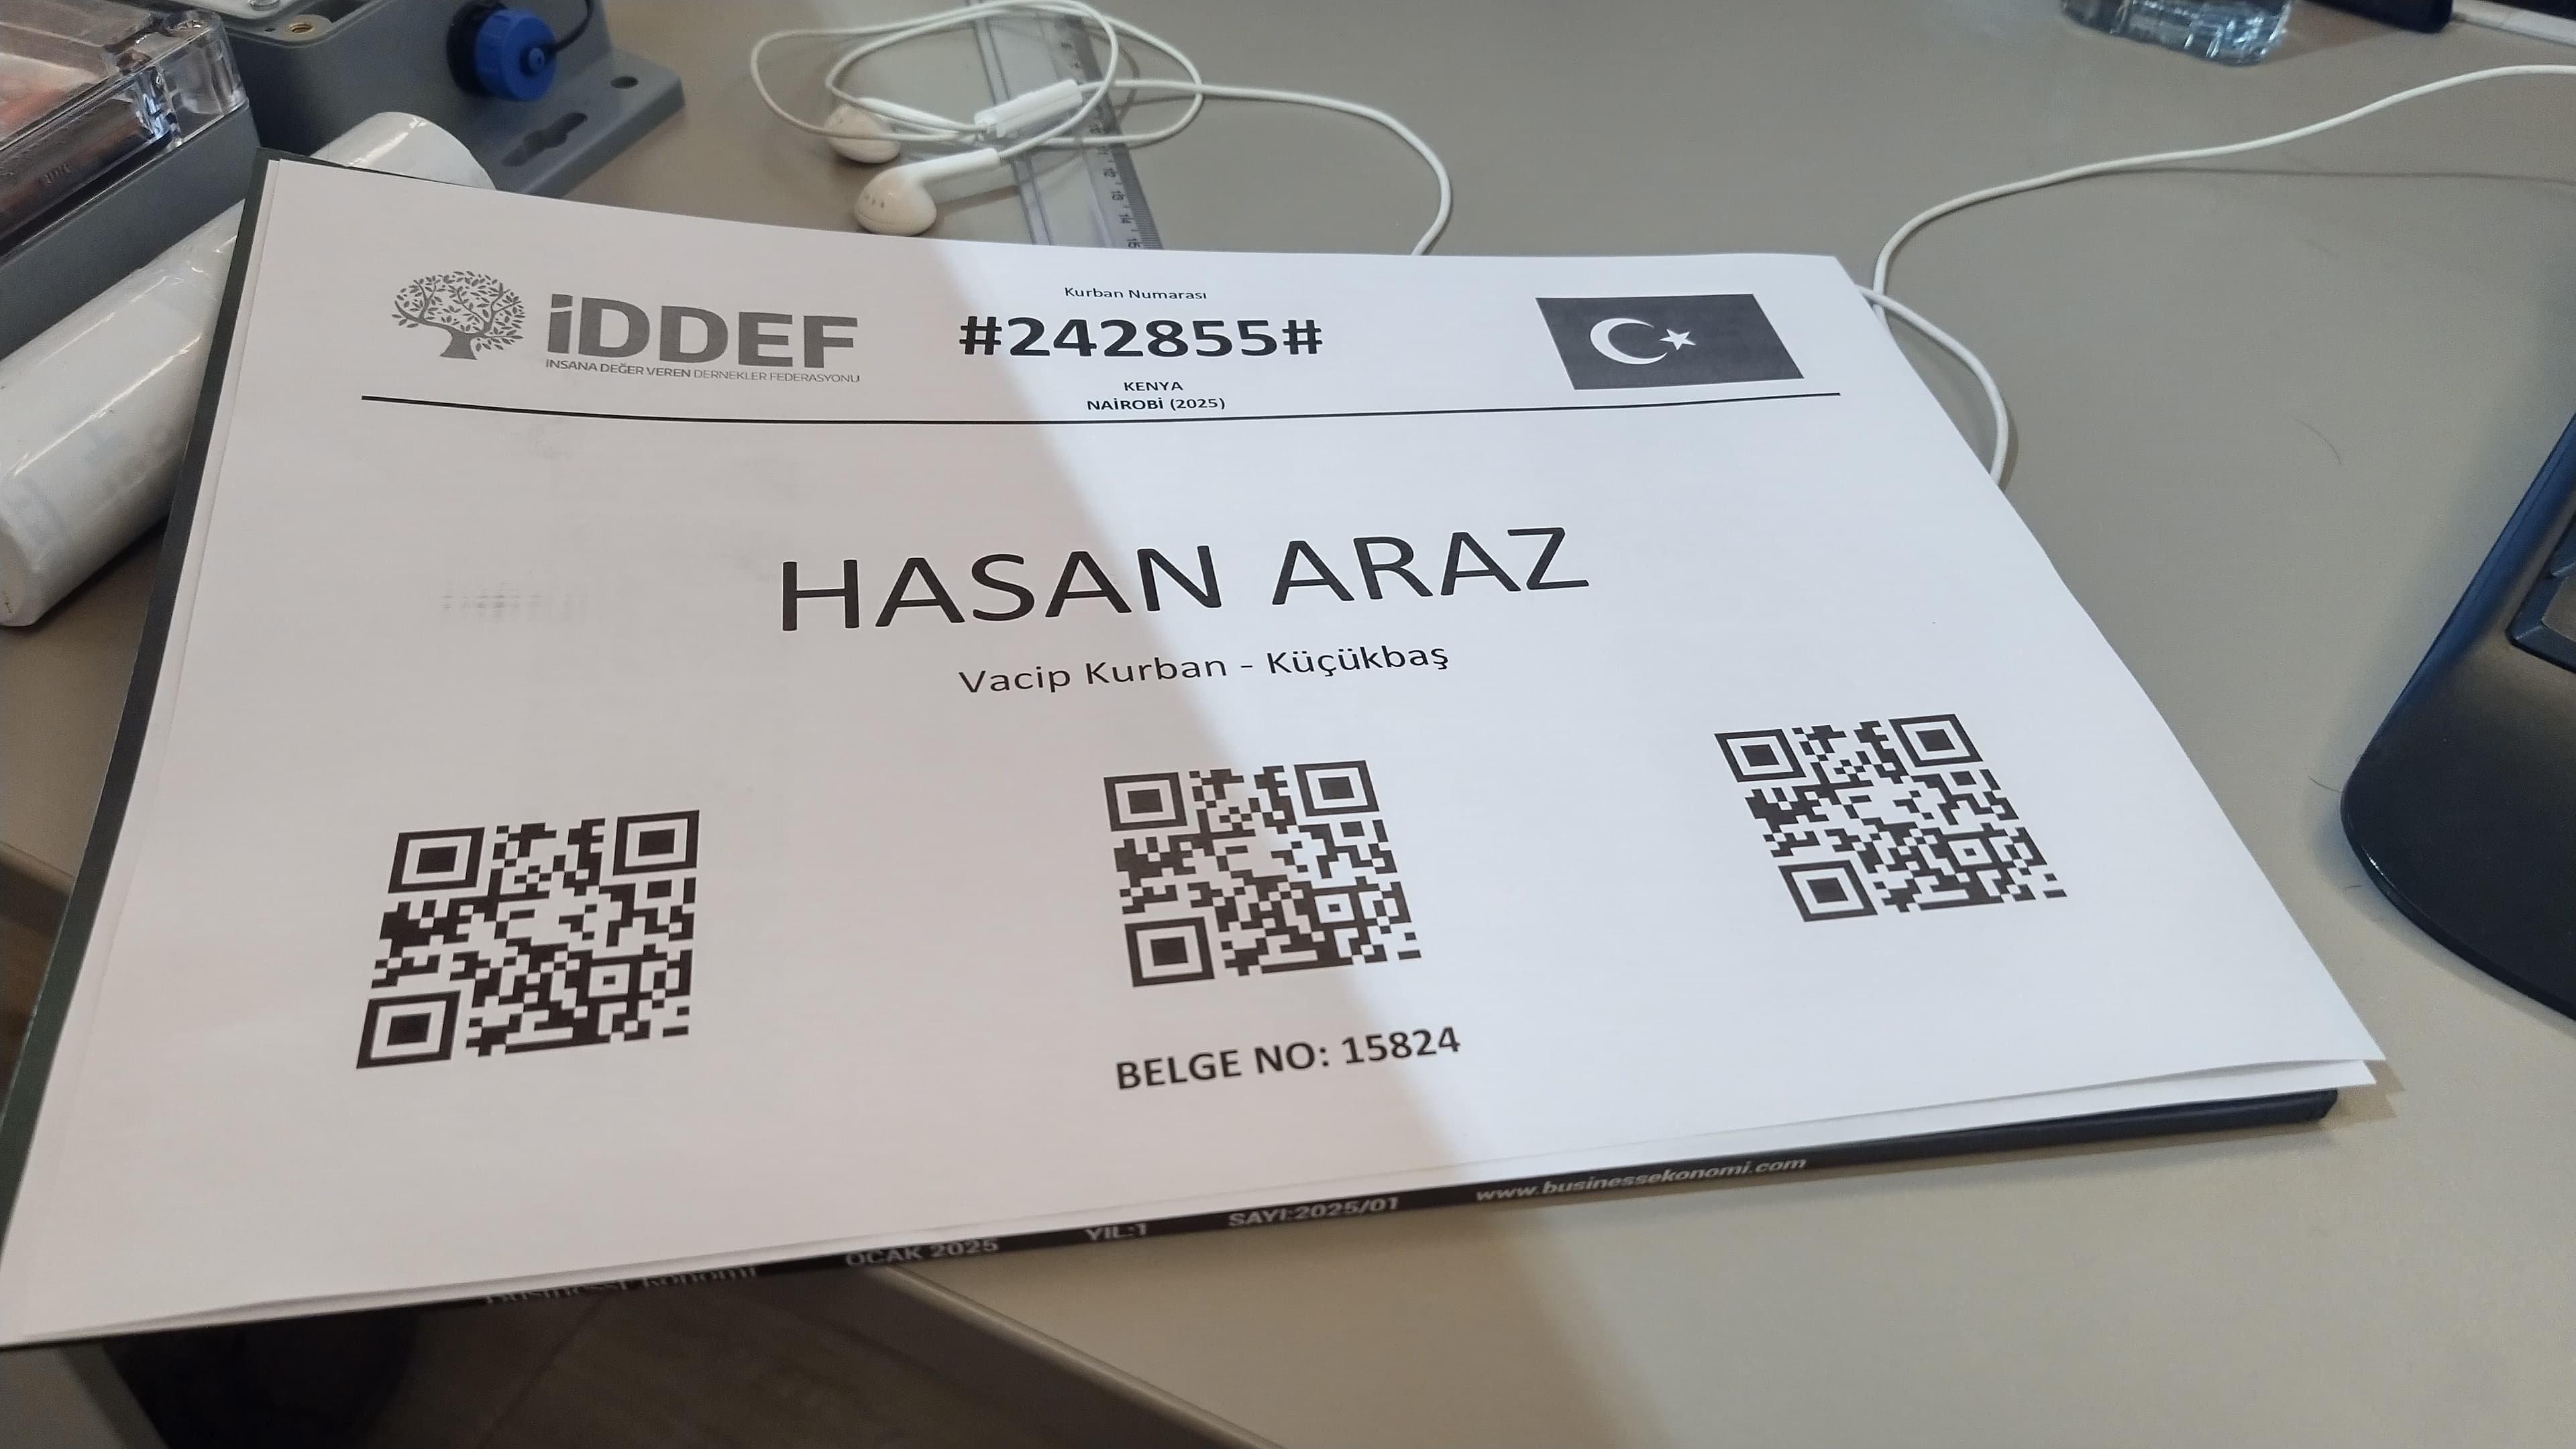 iDDEF
İNSANA DEĞER VEREN DERNEKLER FEDERASYONU
Kurban Numarası
#242855#
KENYA
NAİROBİ (2025)
HASAN ARAZ
Vacip Kurban - Küçükbaş
BELGE NO: 15824
OCAK 2025 YIL:1 SAYI:2025/01 www.businessekonomi.com